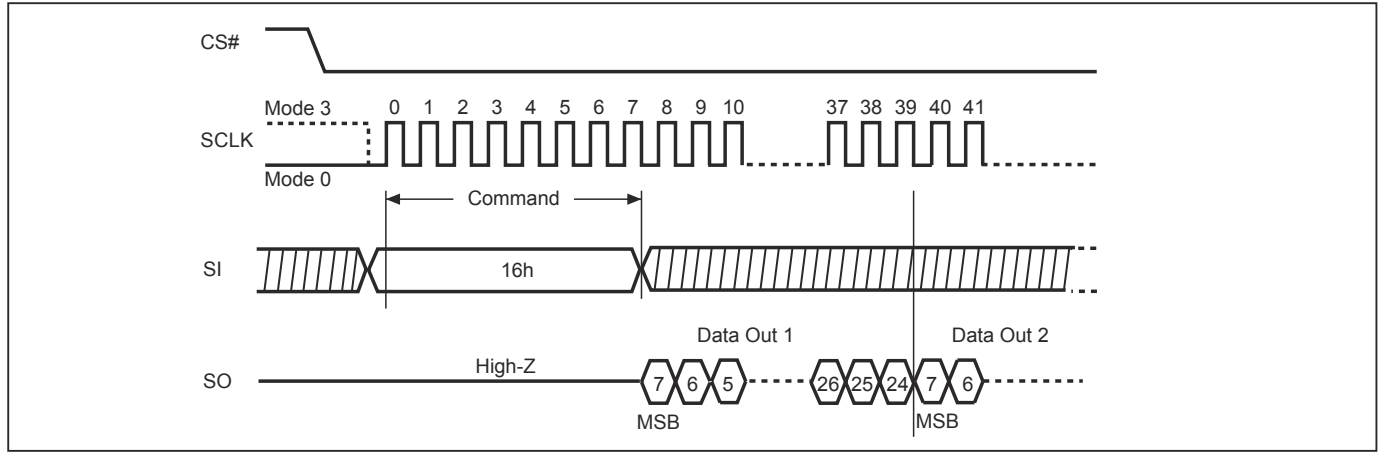 CS#
Mode 3
0 1 2 3 4 5 6 7 8 9 10 37 38 39 40 41
SCLK
Mode 0
Command
SI
16h
Data Out 1 Data Out 2
High-Z
SO
7 6 5 26 25 24 7 6
MSB MSB